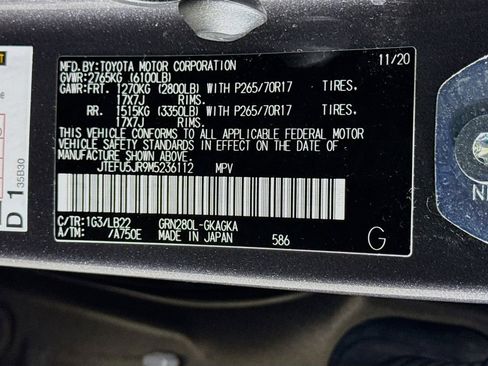 MFD.BY:TOYOTA MOTOR CORPORATION 11/20
GVWR:2765KG (6100LB)
GAWR:FRT. 1270KG (2800LB) WITH P265/70R17 TIRES.
17X7J RIMS.
RR. 1515KG (3350LB) WITH P265/70R17 TIRES.
17X7J RIMS.
THIS VEHICLE CONFORMS TO ALL APPLICABLE FEDERAL MOTOR
VEHICLE SAFETY STANDARDS IN EFFECT ON THE DATE OF
MANUFACTURE SHOWN ABOVE.
JTEFU5JR9M5236112 MPV
C/TR:1G3/LB22 GRN280L-GKAGKA
A/TM: /A750E MADE IN JAPAN 586 G
D 1
35B30